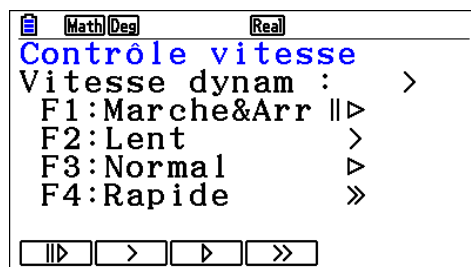 Math Deg Real
Contrôle vitesse
Vitesse dynam : >
F1:Marche&Arr ||▷
F2:Lent >
F3:Normal ▷
F4:Rapide »
||▷ > ▷ »